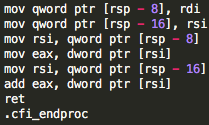 mov qword ptr [rsp - 8], rdi
mov qword ptr [rsp - 16], rsi
mov rsi, qword ptr [rsp - 8]
mov eax, dword ptr [rsi]
mov rsi, qword ptr [rsp - 16]
add eax, dword ptr [rsi]
ret
.cfi_endproc